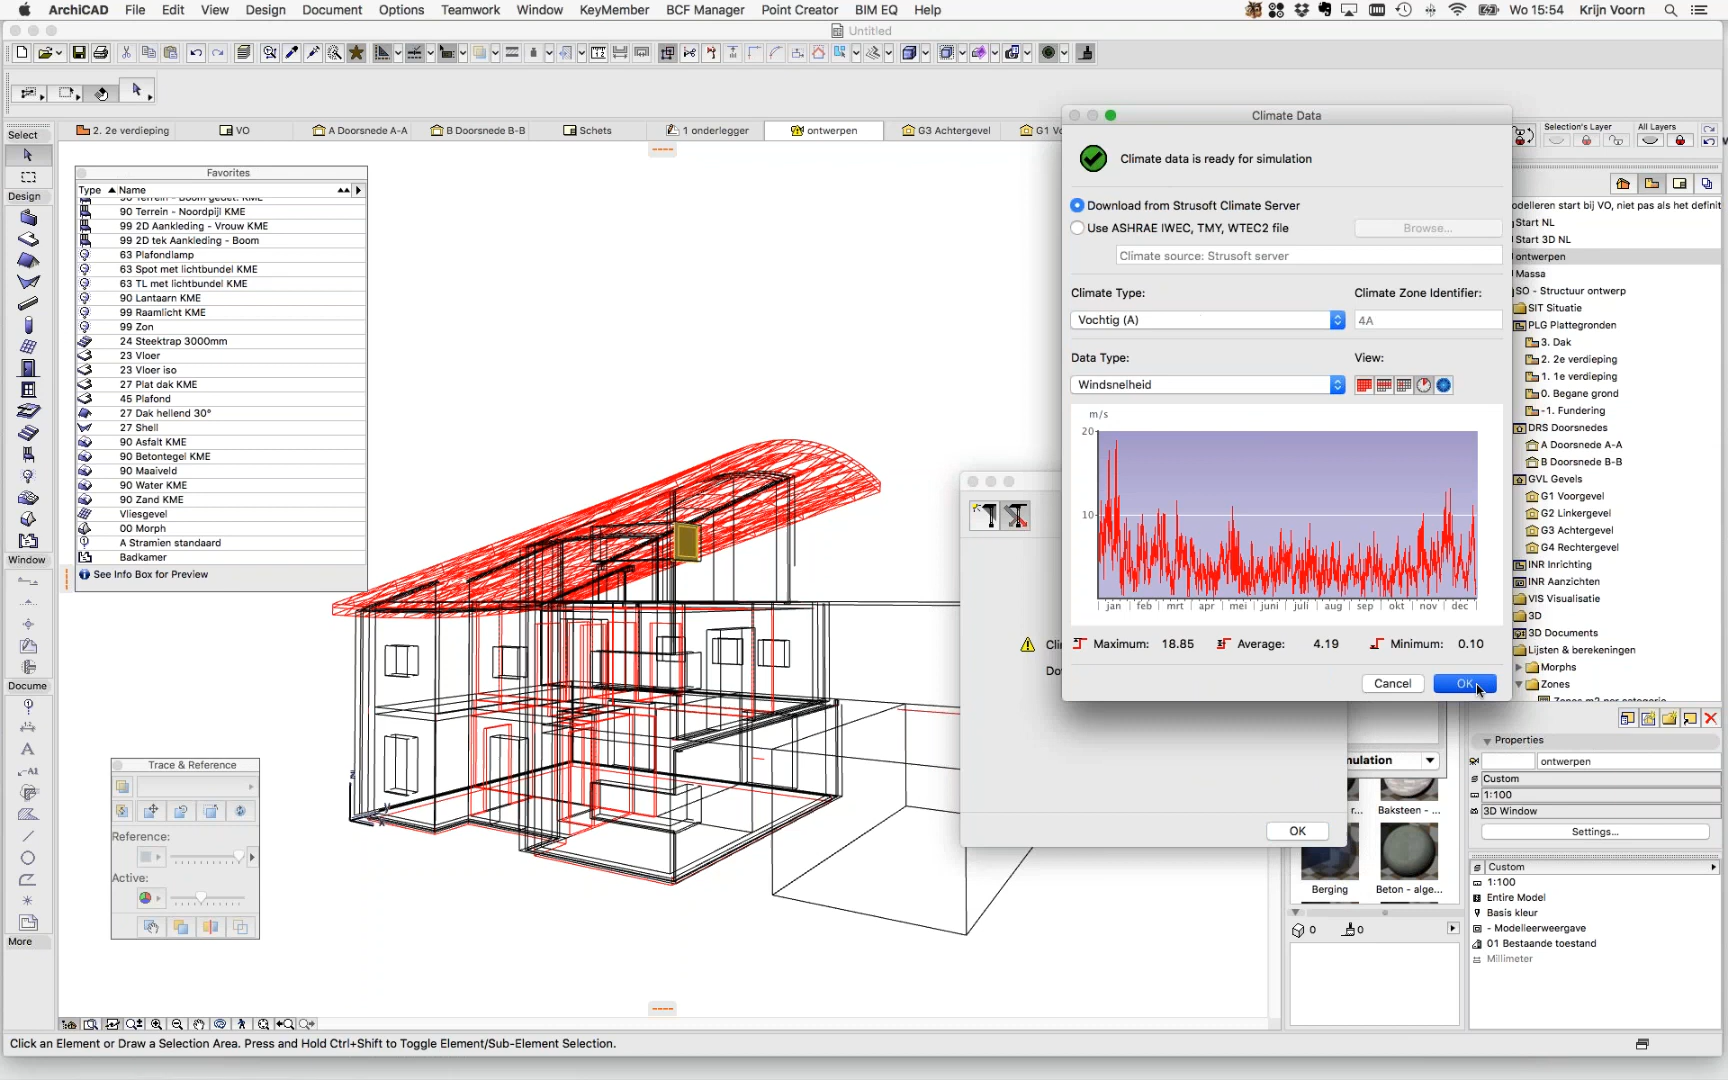 ArchiCAD File Edit View Design Document Options Teamwork Window KeyMember BCF Manager Point Creator BIM EQ Help
Wo 15:54 Krijn Voorn
Untitled
2. 2e verdieping VO A Doorsnede A-A B Doorsnede B-B Schets 1 onderlegger ontwerpen G3 Achtergevel
Select
Design
Window
Docume
More
Favorites
Type Name
90 Terrein - Noordpijl KME
99 2D Aankleding - Vrouw KME
99 2D tek Aankleding - Boom
63 Plafondlamp
63 Spot met lichtbundel KME
63 TL met lichtbundel KME
90 Lantaarn KME
99 Raamlicht KME
99 Zon
24 Steektrap 3000mm
23 Vloer
23 Vloer iso
27 Plat dak KME
45 Plafond
27 Dak hellend 30°
27 Shell
90 Asfalt KME
90 Betontegel KME
90 Maaiveld
90 Water KME
90 Zand KME
Vliesgevel
00 Morph
A Stramien standaard
Badkamer
See Info Box for Preview
Trace & Reference
Reference:
Active:
Climate Data
Climate data is ready for simulation
Download from Strusoft Climate Server
Use ASHRAE IWEC, TMY, WTEC2 file
Browse...
Climate source: Strusoft server
Climate Type:
Climate Zone Identifier:
Vochtig (A)
4A
Data Type:
View:
Windsnelheid
m/s
20
10
jan feb mrt apr mei juni juli aug sep okt nov dec
Maximum: 18.85 Average: 4.19 Minimum: 0.10
Cancel OK
OK
Selection's Layer All Layers
odelleren start bij VO, niet pas als het definit
Start NL
Start 3D NL
ontwerpen
Massa
SO - Structuur ontwerp
SIT Situatie
PLG Plattegronden
3. Dak
2. 2e verdieping
1. 1e verdieping
0. Begane grond
-1. Fundering
DRS Doorsnedes
A Doorsnede A-A
B Doorsnede B-B
GVL Gevels
G1 Voorgevel
G2 Linkergevel
G3 Achtergevel
G4 Rechtergevel
INR Inrichting
INR Aanzichten
VIS Visualisatie
3D
3D Documents
Lijsten & berekeningen
Morphs
Zones
Properties
ontwerpen
Custom
1:100
3D Window
Settings...
Custom
1:100
Entire Model
Basis kleur
- Modelleerweergave
01 Bestaande toestand
Millimeter
mulation
Baksteen - ...
Berging
Beton - alge...
0 0
Click an Element or Draw a Selection Area. Press and Hold Ctrl+Shift to Toggle Element/Sub-Element Selection.